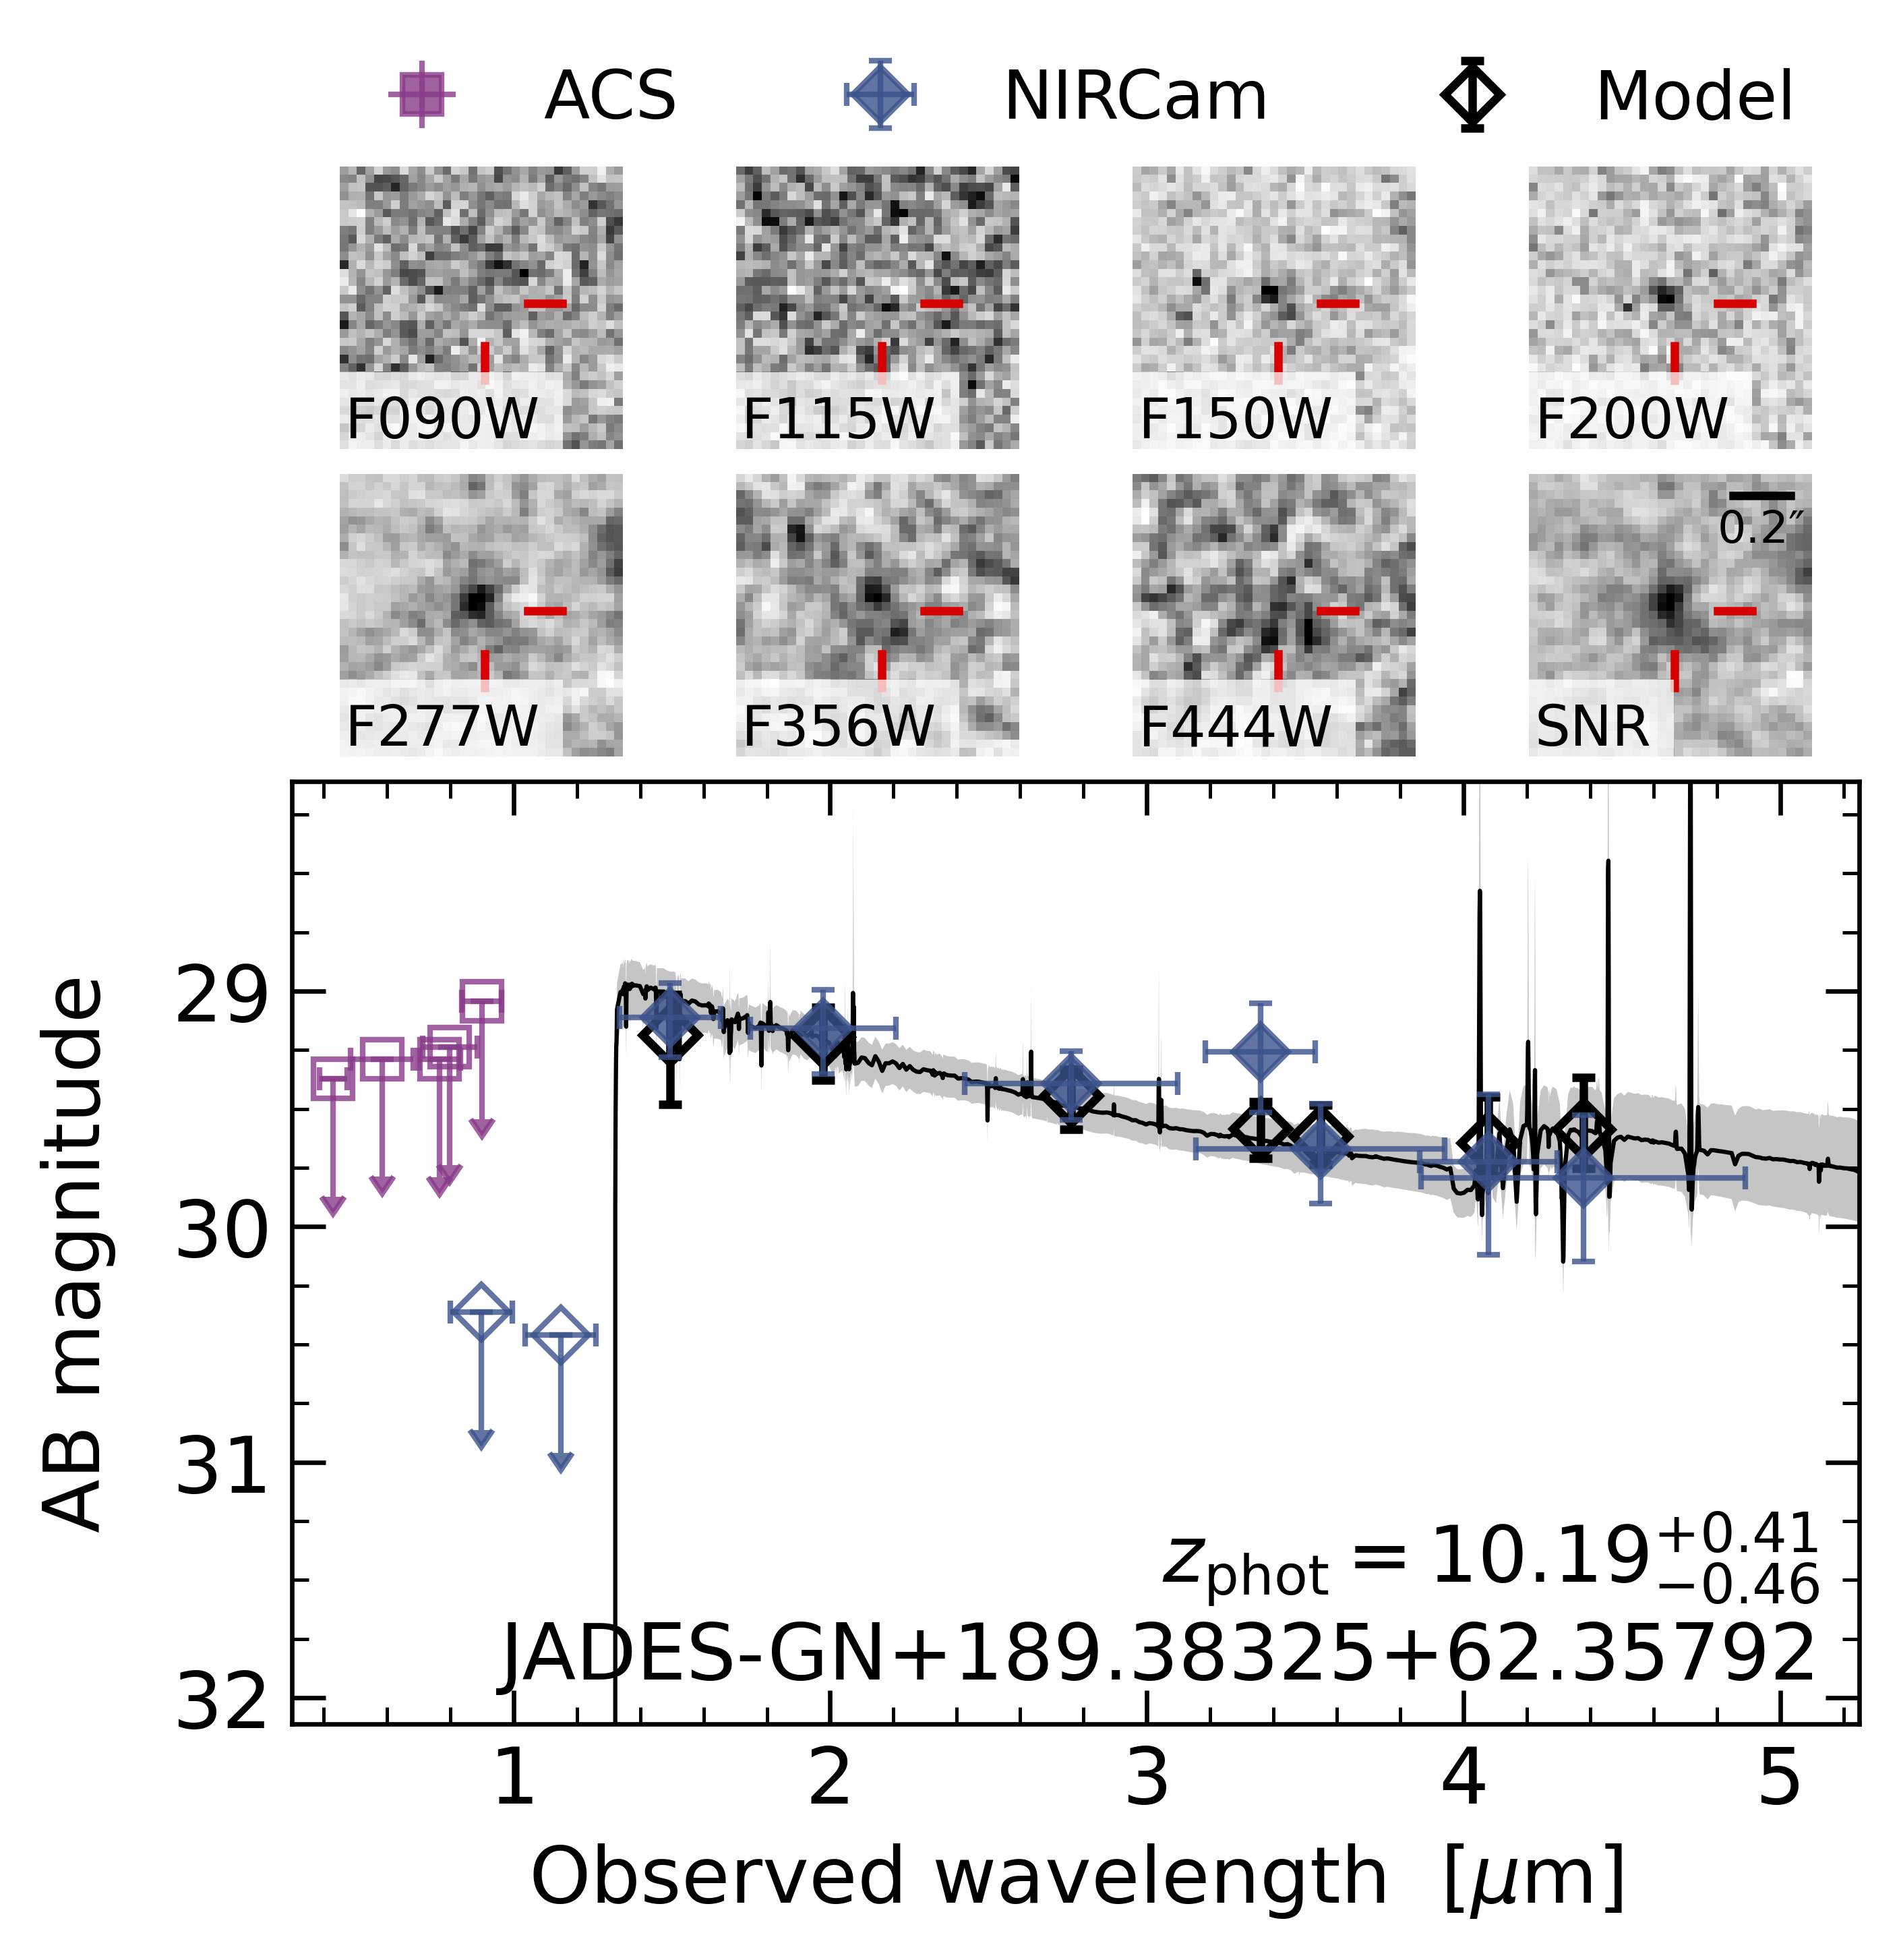 ACS NIRCam Model
F090W F115W F150W F200W
0.2″
F277W F356W F444W SNR
AB magnitude
29
30
31
32
z_phot = 10.19^{+0.41}_{−0.46}
JADES-GN+189.38325+62.35792
1 2 3 4 5
Observed wavelength [μm]